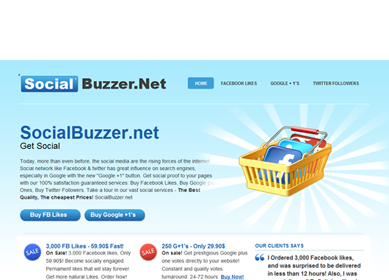 Social Buzzer.Net
HOME FACEBOOK LIKES GOOGLE + 1'S TWITTER FOLLOWERS
SocialBuzzer.net
Get Social
Today, more than even before, the social media are the rising forces of the internet
Social network like Facebook & twitter has great influence on search engines,
especially in Google with the new "Google +1" button. Get social proof to your pages
with our 100% satisfaction guaranteed services. Buy Facebook Likes, Buy Google
Ones, Buy Twitter Followers. Take a tour in our vast social services - The Best
Quality, The cheapest Prices! SocialBuzzer.net
Buy FB Likes Buy Google +1's
SALE
3,000 FB Likes - 59.90$ Fast!
On Sale! 3,000 Facebook likes. Only
59.90$! Become socially engaged
Permanent likes that will stay forever
Get more natural Likes. Order Now!
SALE
250 G+1's - Only 29.90$
On sale! Get prestigious Google plus
one votes directly to your website!
Constant and quality votes
turnaround 24-72 hours. Buy Now!
OUR CLIENTS SAYS
I Ordered 3,000 Facebook likes,
and was suprised to be delivered
in less than 12 hours! Also, I was